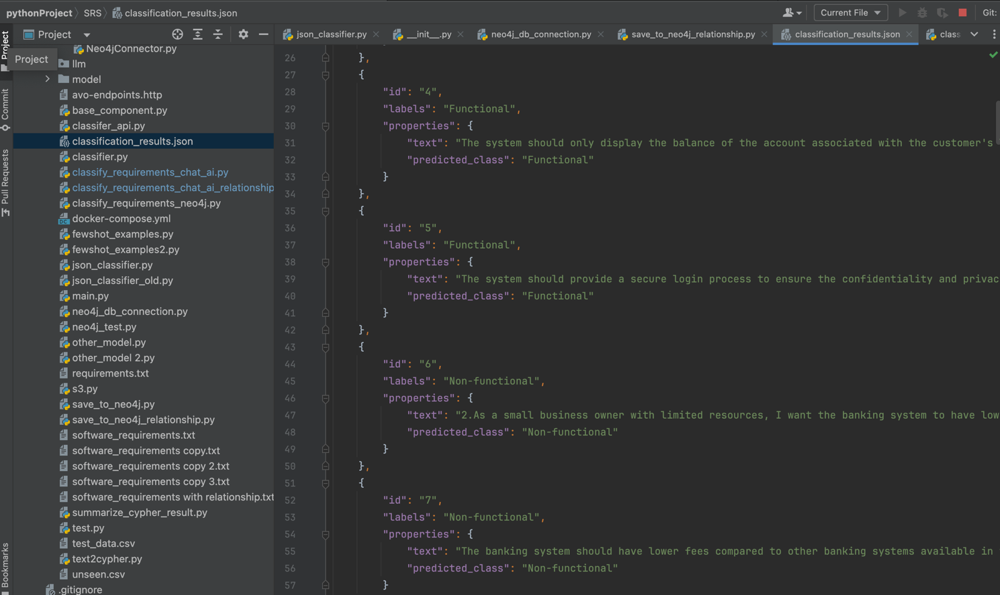 pythonProject SRS classification_results.json Current File Git:
Project json_classifier.py __init__.py neo4j_db_connection.py save_to_neo4j_relationship.py classification_results.json class
Project
Commit
Pull Requests
Bookmarks
Project
Neo4jConnector.py
llm
model
avo-endpoints.http
base_component.py
classifer_api.py
classification_results.json
classifier.py
classify_requirements_chat_ai.py
classify_requirements_chat_ai_relationship
classify_requirements_neo4j.py
docker-compose.yml
fewshot_examples.py
fewshot_examples2.py
json_classifier.py
json_classifier_old.py
main.py
neo4j_db_connection.py
neo4j_test.py
other_model.py
other_model 2.py
requirements.txt
s3.py
save_to_neo4j.py
save_to_neo4j_relationship.py
software_requirements.txt
software_requirements copy.txt
software_requirements copy 2.txt
software_requirements copy 3.txt
software_requirements with relationship.txt
summarize_cypher_result.py
test.py
test_data.csv
text2cypher.py
unseen.csv
.gitignore
26 },
27 {
28 "id": "4",
29 "labels": "Functional",
30 "properties": {
31 "text": "The system should only display the balance of the account associated with the customer's
32 "predicted_class": "Functional"
33 }
34 },
35 {
36 "id": "5",
37 "labels": "Functional",
38 "properties": {
39 "text": "The system should provide a secure login process to ensure the confidentiality and privac
40 "predicted_class": "Functional"
41 }
42 },
43 {
44 "id": "6",
45 "labels": "Non-functional",
46 "properties": {
47 "text": "2.As a small business owner with limited resources, I want the banking system to have low
48 "predicted_class": "Non-functional"
49 }
50 },
51 {
52 "id": "7",
53 "labels": "Non-functional",
54 "properties": {
55 "text": "The banking system should have lower fees compared to other banking systems available in
56 "predicted_class": "Non-functional"
57 }